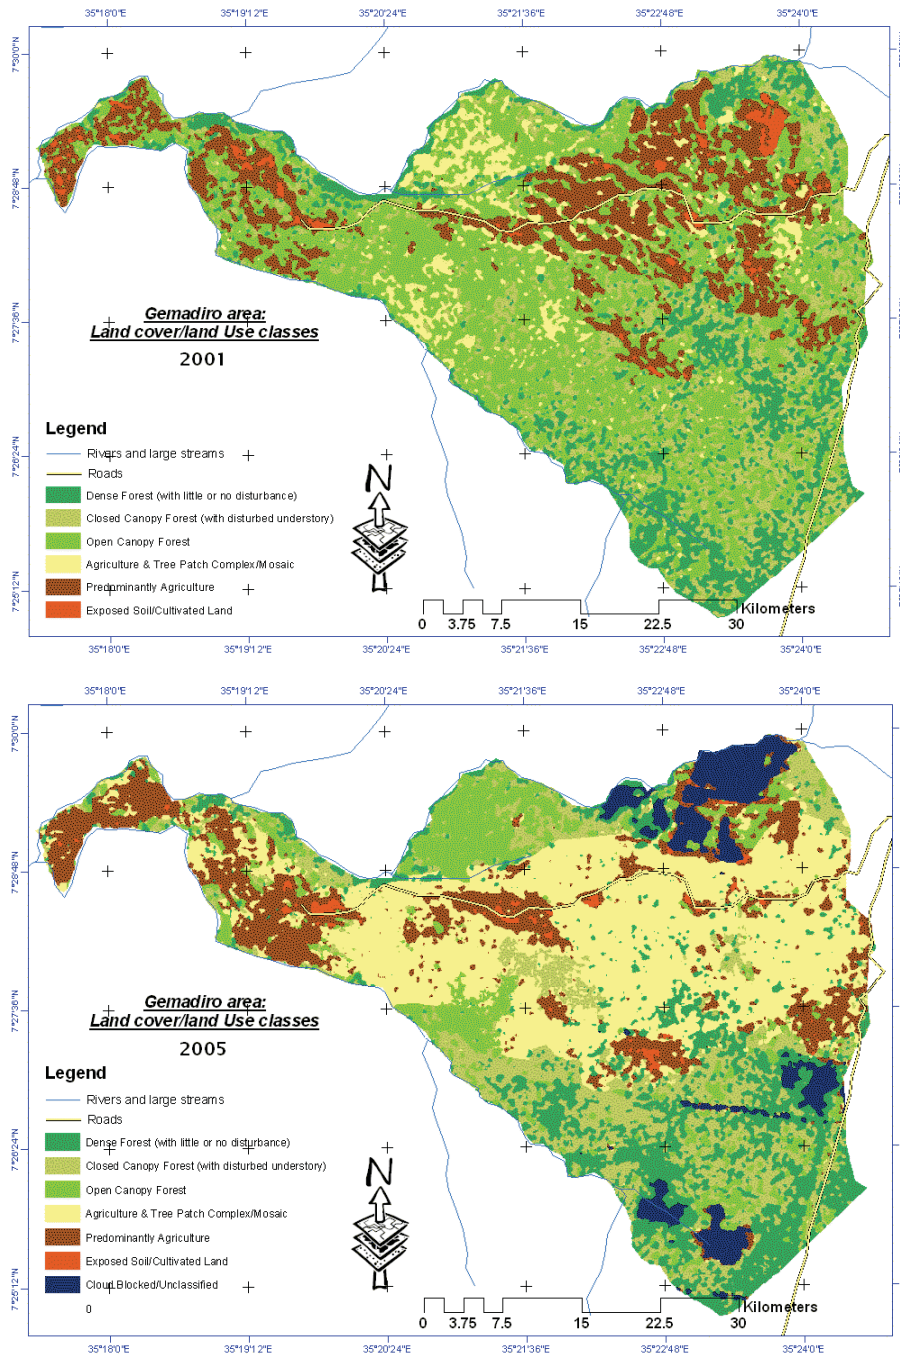 35°18'0"E 35°19'12"E 35°20'24"E 35°21'36"E 35°22'48"E 35°24'0"E
7°30'0"N
7°28'48"N
7°27'36"N
7°26'24"N
7°25'12"N
Gemadiro area:
Land cover/land Use classes
2001
Legend
Rivers and large streams
Roads
Dense Forest (with little or no disturbance)
Closed Canopy Forest (with disturbed understory)
Open Canopy Forest
Agriculture & Tree Patch Complex/Mosaic
Predominantly Agriculture
Exposed Soil/Cultivated Land
N
Kilometers
0 3.75 7.5 15 22.5 30
35°18'0"E 35°19'12"E 35°20'24"E 35°21'36"E 35°22'48"E 35°24'0"E
35°18'0"E 35°19'12"E 35°20'24"E 35°21'36"E 35°22'48"E 35°24'0"E
7°30'0"N
7°28'48"N
7°27'36"N
7°26'24"N
7°25'12"N
Gemadiro area:
Land cover/land Use classes
2005
Legend
Rivers and large streams
Roads
Dense Forest (with little or no disturbance)
Closed Canopy Forest (with disturbed understory)
Open Canopy Forest
Agriculture & Tree Patch Complex/Mosaic
Predominantly Agriculture
Exposed Soil/Cultivated Land
Cloud Blocked/Unclassified
0
N
Kilometers
0 3.75 7.5 15 22.5 30
35°18'0"E 35°19'12"E 35°20'24"E 35°21'36"E 35°22'48"E 35°24'0"E